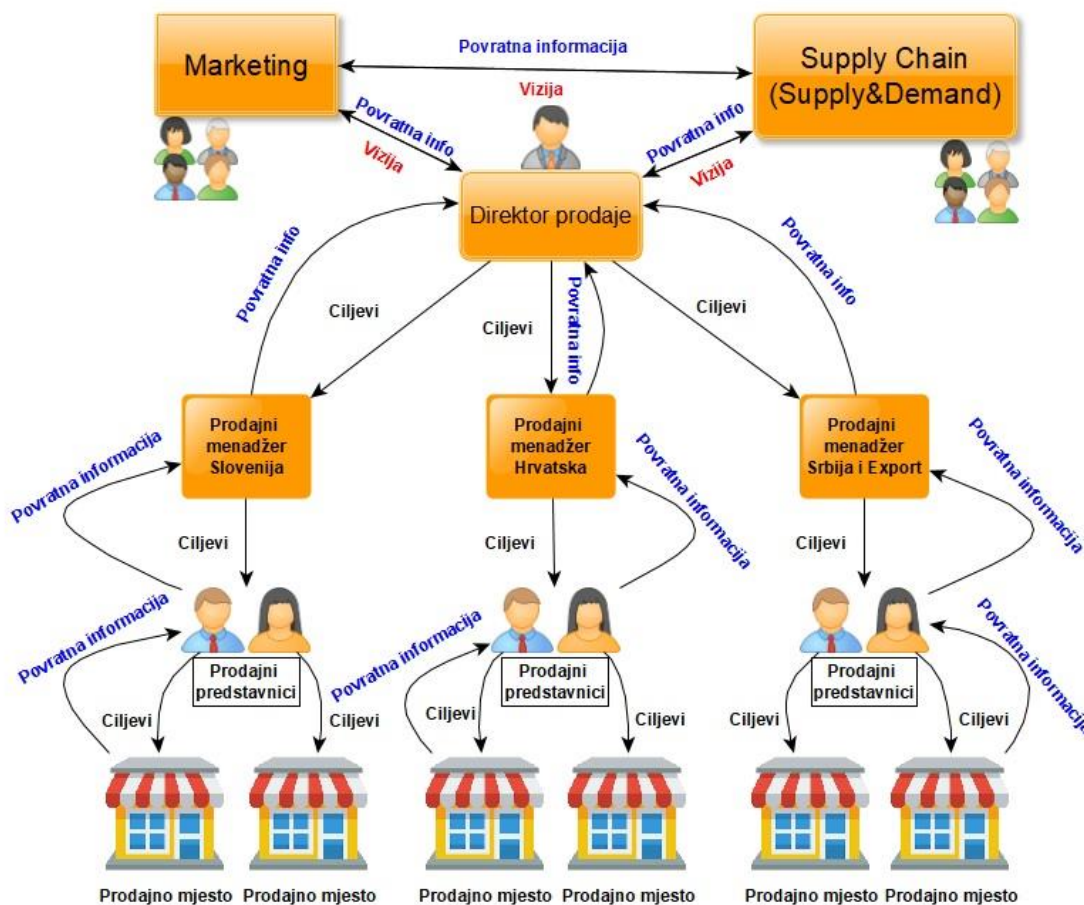 Povratna informacija
Marketing
Supply Chain
(Supply&Demand)
Vizija
Povratna info
Vizija
Povratna info
Vizija
Direktor prodaje
Povratna info
Ciljevi
Ciljevi
Povratna info
Ciljevi
Povratna info
Prodajni
menadžer
Slovenija
Prodajni
menadžer
Hrvatska
Prodajni
menadžer
Srbija i Export
Povratna informacija
Ciljevi
Povratna informacija
Ciljevi
Povratna informacija
Ciljevi
Povratna informacija
Prodajni
predstavnici
Povratna informacija
Prodajni
predstavnici
Prodajni
predstavnici
Povratna informacija
Ciljevi
Ciljevi
Ciljevi
Ciljevi
Ciljevi
Ciljevi
Prodajno mjesto
Prodajno mjesto
Prodajno mjesto
Prodajno mjesto
Prodajno mjesto
Prodajno mjesto